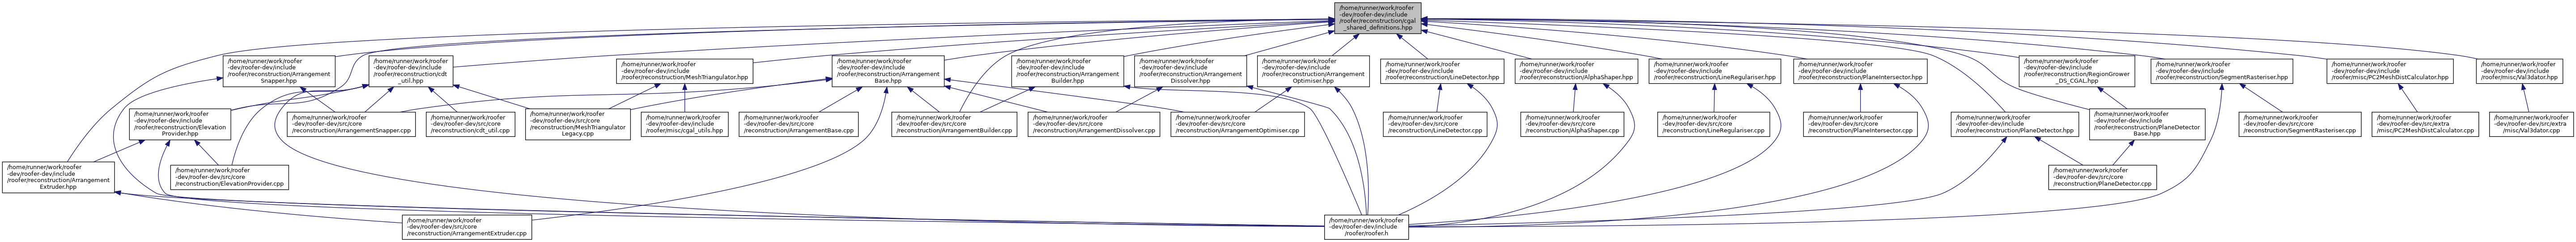 /home/runner/work/roofer
-dev/roofer-dev/include
/roofer/reconstruction/cgal
_shared_definitions.hpp
/home/runner/work/roofer
-dev/roofer-dev/include
/roofer/reconstruction/Arrangement
Snapper.hpp
/home/runner/work/roofer
-dev/roofer-dev/include
/roofer/reconstruction/cdt
_util.hpp
/home/runner/work/roofer
-dev/roofer-dev/include
/roofer/reconstruction/MeshTriangulator.hpp
/home/runner/work/roofer
-dev/roofer-dev/include
/roofer/reconstruction/Arrangement
Base.hpp
/home/runner/work/roofer
-dev/roofer-dev/include
/roofer/reconstruction/Arrangement
Builder.hpp
/home/runner/work/roofer
-dev/roofer-dev/include
/roofer/reconstruction/Arrangement
Dissolver.hpp
/home/runner/work/roofer
-dev/roofer-dev/include
/roofer/reconstruction/Arrangement
Optimiser.hpp
/home/runner/work/roofer
-dev/roofer-dev/include
/roofer/reconstruction/LineDetector.hpp
/home/runner/work/roofer
-dev/roofer-dev/include
/roofer/reconstruction/AlphaShaper.hpp
/home/runner/work/roofer
-dev/roofer-dev/include
/roofer/reconstruction/LineRegulariser.hpp
/home/runner/work/roofer
-dev/roofer-dev/include
/roofer/reconstruction/PlaneIntersector.hpp
/home/runner/work/roofer
-dev/roofer-dev/include
/roofer/reconstruction/RegionGrower
_DS_CGAL.hpp
/home/runner/work/roofer
-dev/roofer-dev/include
/roofer/reconstruction/SegmentRasteriser.hpp
/home/runner/work/roofer
-dev/roofer-dev/include
/roofer/misc/PC2MeshDistCalculator.hpp
/home/runner/work/roofer
-dev/roofer-dev/include
/roofer/misc/Val3dator.hpp
/home/runner/work/roofer
-dev/roofer-dev/include
/roofer/reconstruction/Elevation
Provider.hpp
/home/runner/work/roofer
-dev/roofer-dev/src/core
/reconstruction/ArrangementSnapper.cpp
/home/runner/work/roofer
-dev/roofer-dev/src/core
/reconstruction/cdt_util.cpp
/home/runner/work/roofer
-dev/roofer-dev/src/core
/reconstruction/MeshTriangulator
Legacy.cpp
/home/runner/work/roofer
-dev/roofer-dev/include
/roofer/misc/cgal_utils.hpp
/home/runner/work/roofer
-dev/roofer-dev/src/core
/reconstruction/ArrangementBase.cpp
/home/runner/work/roofer
-dev/roofer-dev/src/core
/reconstruction/ArrangementBuilder.cpp
/home/runner/work/roofer
-dev/roofer-dev/src/core
/reconstruction/ArrangementDissolver.cpp
/home/runner/work/roofer
-dev/roofer-dev/src/core
/reconstruction/ArrangementOptimiser.cpp
/home/runner/work/roofer
-dev/roofer-dev/src/core
/reconstruction/LineDetector.cpp
/home/runner/work/roofer
-dev/roofer-dev/src/core
/reconstruction/AlphaShaper.cpp
/home/runner/work/roofer
-dev/roofer-dev/src/core
/reconstruction/LineRegulariser.cpp
/home/runner/work/roofer
-dev/roofer-dev/src/core
/reconstruction/PlaneIntersector.cpp
/home/runner/work/roofer
-dev/roofer-dev/include
/roofer/reconstruction/PlaneDetector.hpp
/home/runner/work/roofer
-dev/roofer-dev/include
/roofer/reconstruction/PlaneDetector
Base.hpp
/home/runner/work/roofer
-dev/roofer-dev/src/core
/reconstruction/SegmentRasteriser.cpp
/home/runner/work/roofer
-dev/roofer-dev/src/extra
/misc/PC2MeshDistCalculator.cpp
/home/runner/work/roofer
-dev/roofer-dev/src/extra
/misc/Val3dator.cpp
/home/runner/work/roofer
-dev/roofer-dev/include
/roofer/reconstruction/Arrangement
Extruder.hpp
/home/runner/work/roofer
-dev/roofer-dev/src/core
/reconstruction/ElevationProvider.cpp
/home/runner/work/roofer
-dev/roofer-dev/src/core
/reconstruction/PlaneDetector.cpp
/home/runner/work/roofer
-dev/roofer-dev/src/core
/reconstruction/ArrangementExtruder.cpp
/home/runner/work/roofer
-dev/roofer-dev/include
/roofer/roofer.h